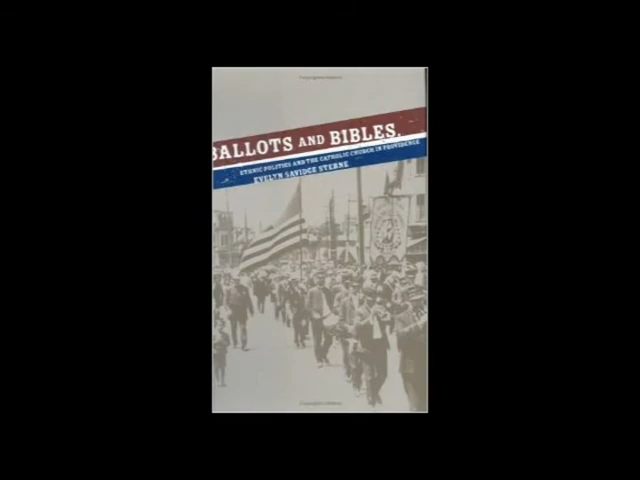 BALLOTS AND BIBLES.
ETHNIC POLITICS AND THE CATHOLIC CHURCH IN PROVIDENCE
EVELYN SAVIDGE STERNE